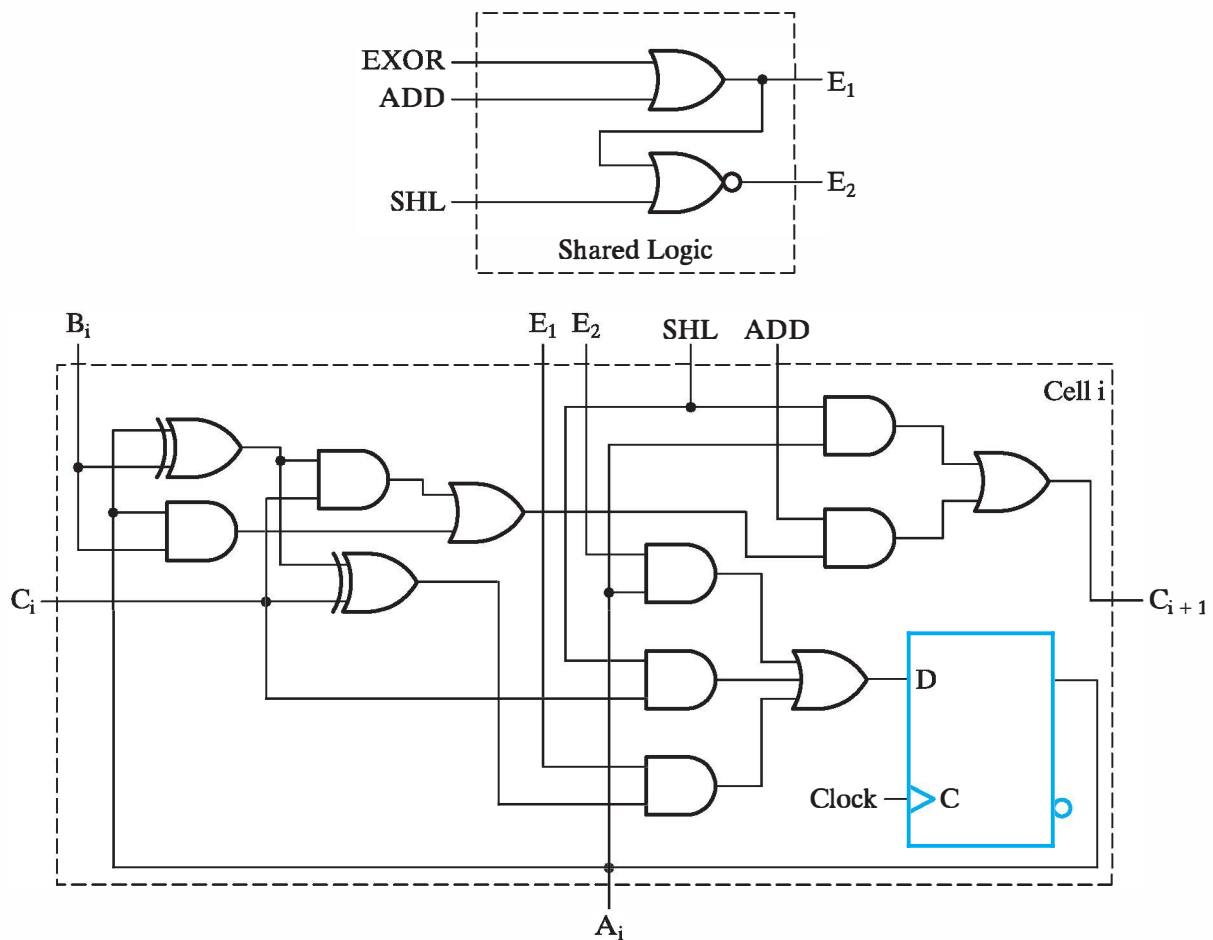 EXOR
ADD
E₁
SHL
E₂
Shared Logic
Bᵢ
E₁ E₂
SHL ADD
Cell i
Cᵢ
Cᵢ₊₁
D
Clock
C
Aᵢ